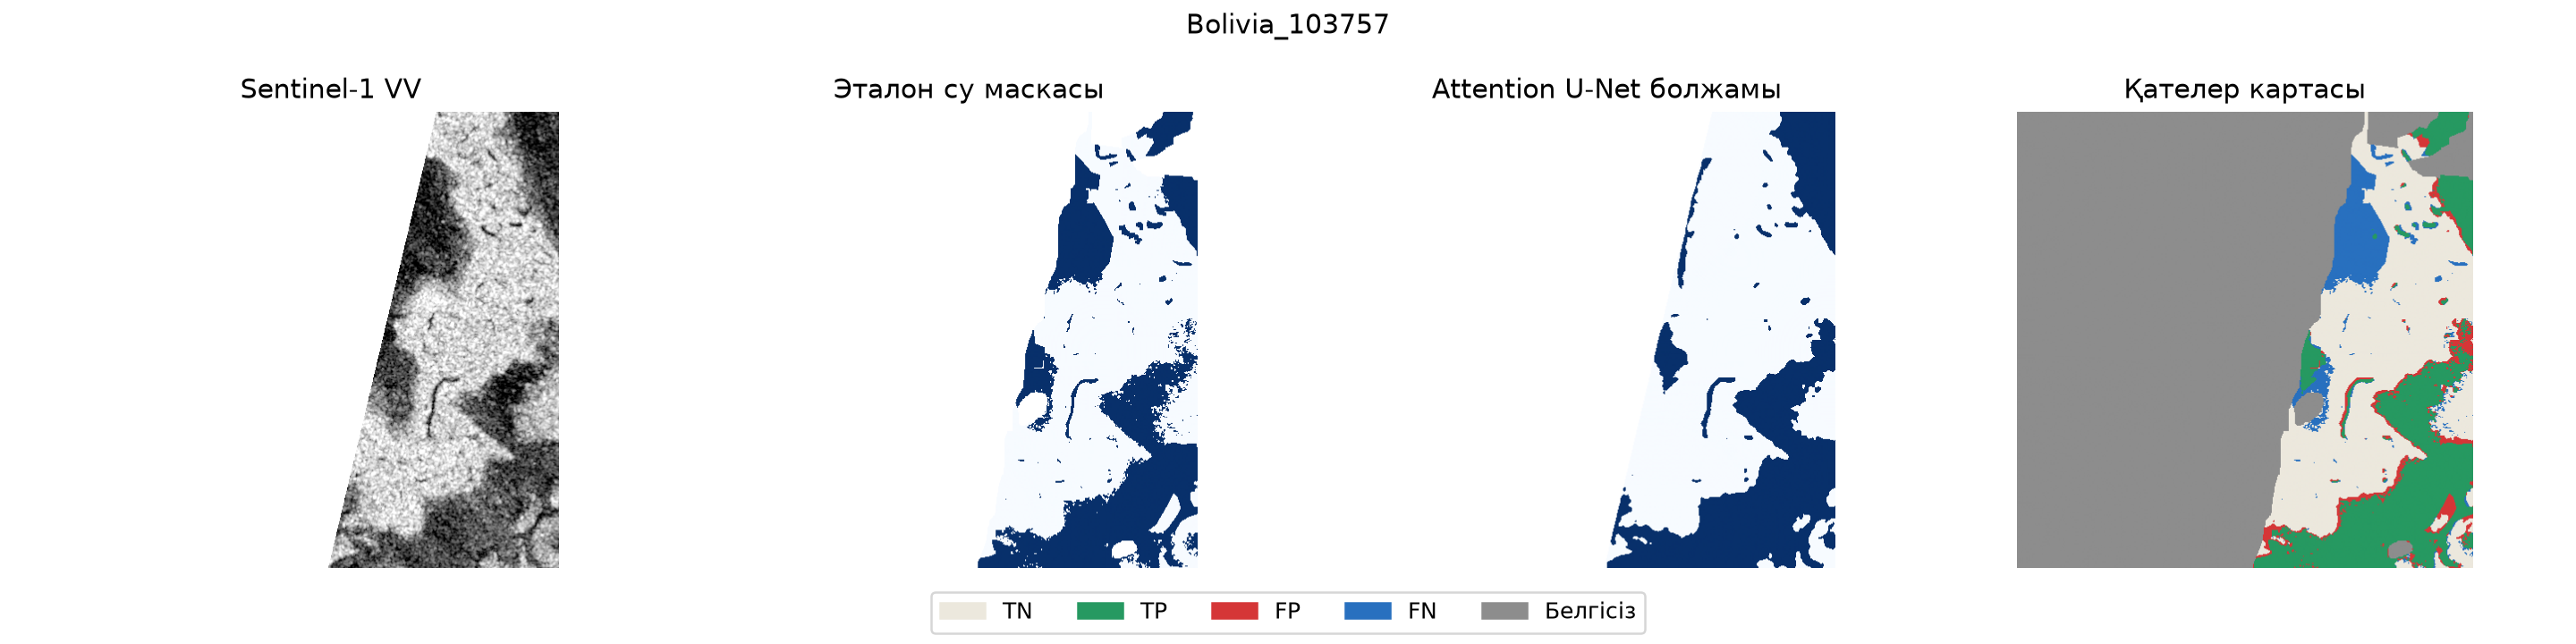 Bolivia_103757
Sentinel-1 VV
Эталон су маскасы
Attention U-Net болжамы
Қателер картасы
TN
TP
FP
FN
Белгісіз